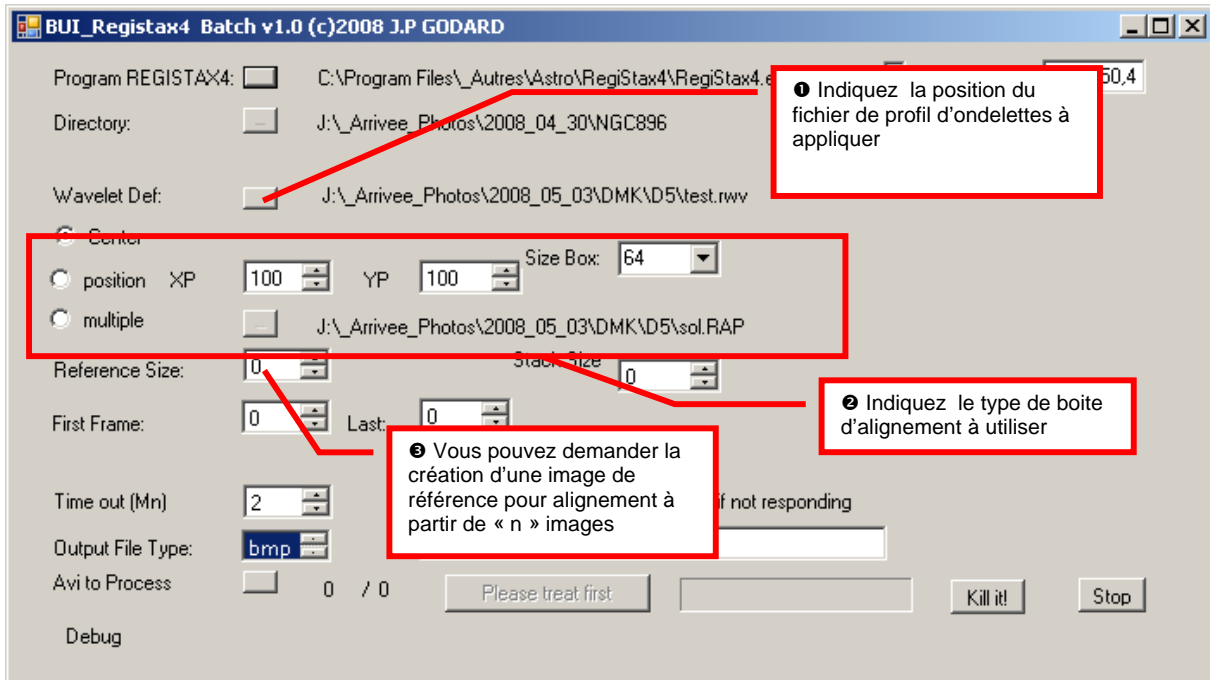 BUI_Registax4 Batch v1.0 (c)2008 J.P GODARD
Program REGISTAX4: C:\Program Files\_Autres\Astro\RegiStax4\RegiStax4.e 50,4
❶ Indiquez la position du
fichier de profil d'ondelettes à
appliquer
Directory: ... J:\_Arrivee_Photos\2008_04_30\NGC896
Wavelet Def: J:\_Arrivee_Photos\2008_05_03\DMK\D5\test.rwv
Center
position XP 100 YP 100 Size Box: 64
multiple ... J:\_Arrivee_Photos\2008_05_03\DMK\D5\sol.RAP
Reference Size: 0 Stack Size 0
❷ Indiquez le type de boite
d'alignement à utiliser
First Frame: 0 Last: 0
❸ Vous pouvez demander la
création d'une image de
référence pour alignement à
partir de « n » images
Time out (Mn) 2 if not responding
Output File Type: bmp
Avi to Process 0 / 0 Please treat first Kill it! Stop
Debug